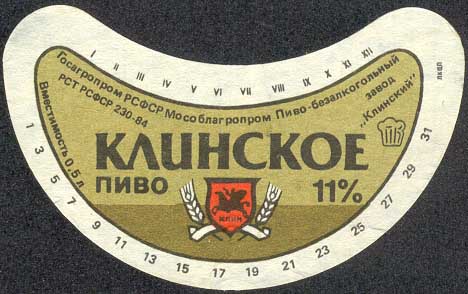 I II III IV V VI VII VIII IX X XI XII
Госагропром РСФСР Мособлагропром Пиво-безалкогольный
завод
„Клинский"
РСТ РСФСР 230-84
Вместимость 0,5 л
КЛИНСКОЕ
ПИВО 11%
КЛИН
1 3 5 7 9 11 13 15 17 19 21 23 25 27 29 31